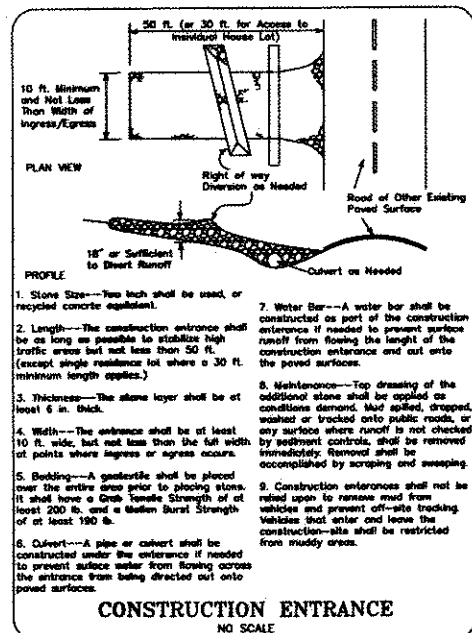 50 ft. (or 30 ft. for Access to
Individual House Lot)
10 ft. Minimum
and Not Less
Than Width of
Ingress/Egress
PLAN VIEW
Right of way
Diversion as Needed
Road of Other Existing
Paved Surface
18" or Sufficient
to Divert Runoff
Culvert as Needed
PROFILE
1. Stone Size---Two inch shall be used, or
recycled concrete equilivent.
2. Length---The construction entrance shall
be as long as possible to stabilize high
traffic areas but not less than 50 ft.
(except single residence lot where a 30 ft.
minimum length applies.)
3. Thickness---The stone layer shall be at
least 6 in. thick.
4. Width---The entrance shall be at least
10 ft. wide, but not less than the full width
at points where ingress or egress occurs.
5. Bedding---A geotextile shall be placed
over the entire area prior to placing stone.
It shall have a Grab Tensile Strength of at
least 200 lb. and a Mullen Burst Strength
of at least 190 lb.
6. Culvert---A pipe or culvert shall be
constructed under the enterance if needed
to prevent suface water from flowing across
the entrance from being directed out onto
paved surfaces.
7. Water Bar---A water bar shall be
constructed as part of the construction
enterance if needed to prevent surface
runoff from flowing the lenght of the
construction enterance and out onto
the paved surfaces.
8. Maintenance---Top dressing of the
additional stone shall be applied as
conditions demand. Mud spilled, dropped,
washed or tracked onto public roads, or
any surface where runoff is not checked
by sediment controls, shall be removed
immediately. Removal shall be
accomplished by scraping and sweeping.
9. Construction enterances shall not be
relied upon to remove mud from
vehicles and prevent off-site tracking.
Vehicles that enter and leave the
construction-site shall be restricted
from muddy areas.
CONSTRUCTION ENTRANCE
NO SCALE